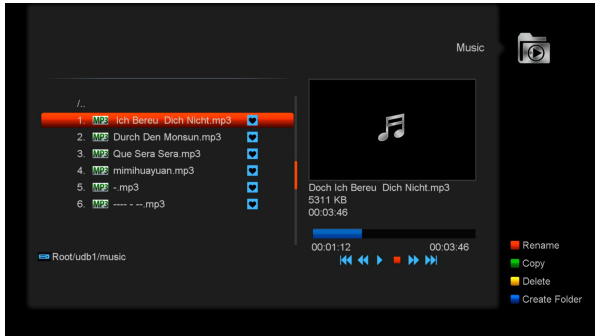 Music
/..
1. MP3 Ich Bereu Dich Nicht.mp3
2. MP3 Durch Den Monsun.mp3
3. MP3 Que Sera Sera.mp3
4. MP3 mimihuayuan.mp3
5. MP3 -.mp3
6. MP3 ---- - --.mp3
Doch Ich Bereu Dich Nicht.mp3
5311 KB
00:03:46
00:01:12 00:03:46
Root/udb1/music
Rename
Copy
Delete
Create Folder